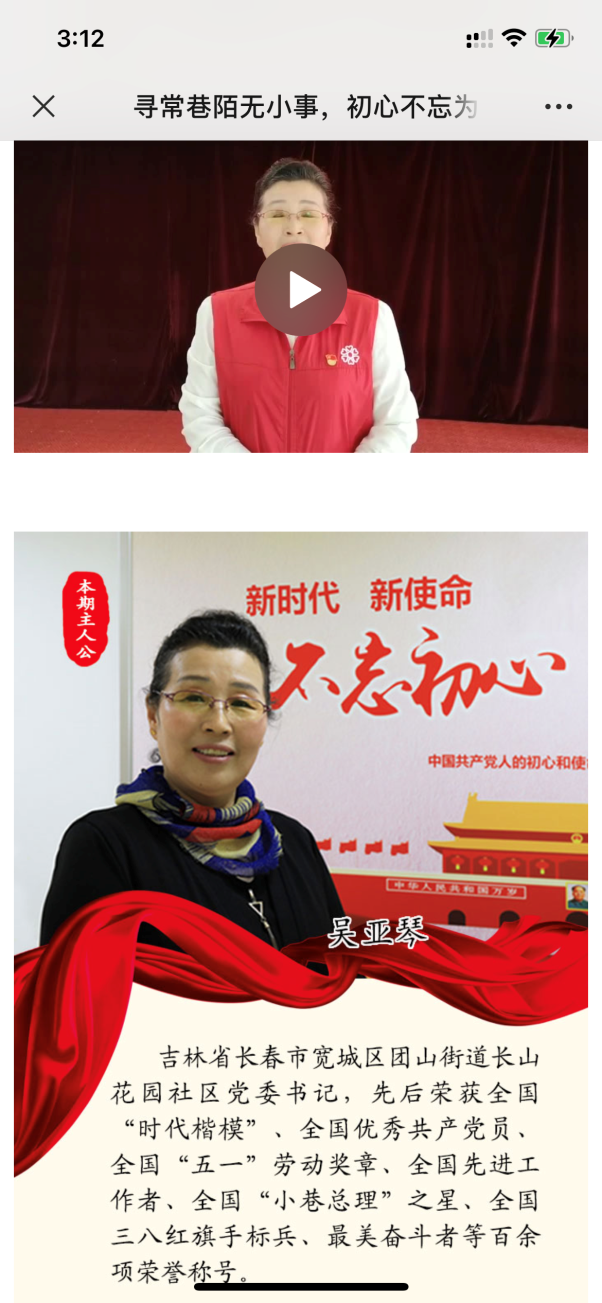 3:12
寻常巷陌无小事，初心不忘为
本期主人公
新时代 新使命
不忘初心
中国共产党人的初心和使
中华人民共和国万岁
吴亚琴
吉林省长春市宽城区团山街道长山
花园社区党委书记，先后荣获全国
“时代楷模”、全国优秀共产党员、
全国“五一”劳动奖章、全国先进工
作者、全国“小巷总理”之星、全国
三八红旗手标兵、最美奋斗者等百余
项荣誉称号。